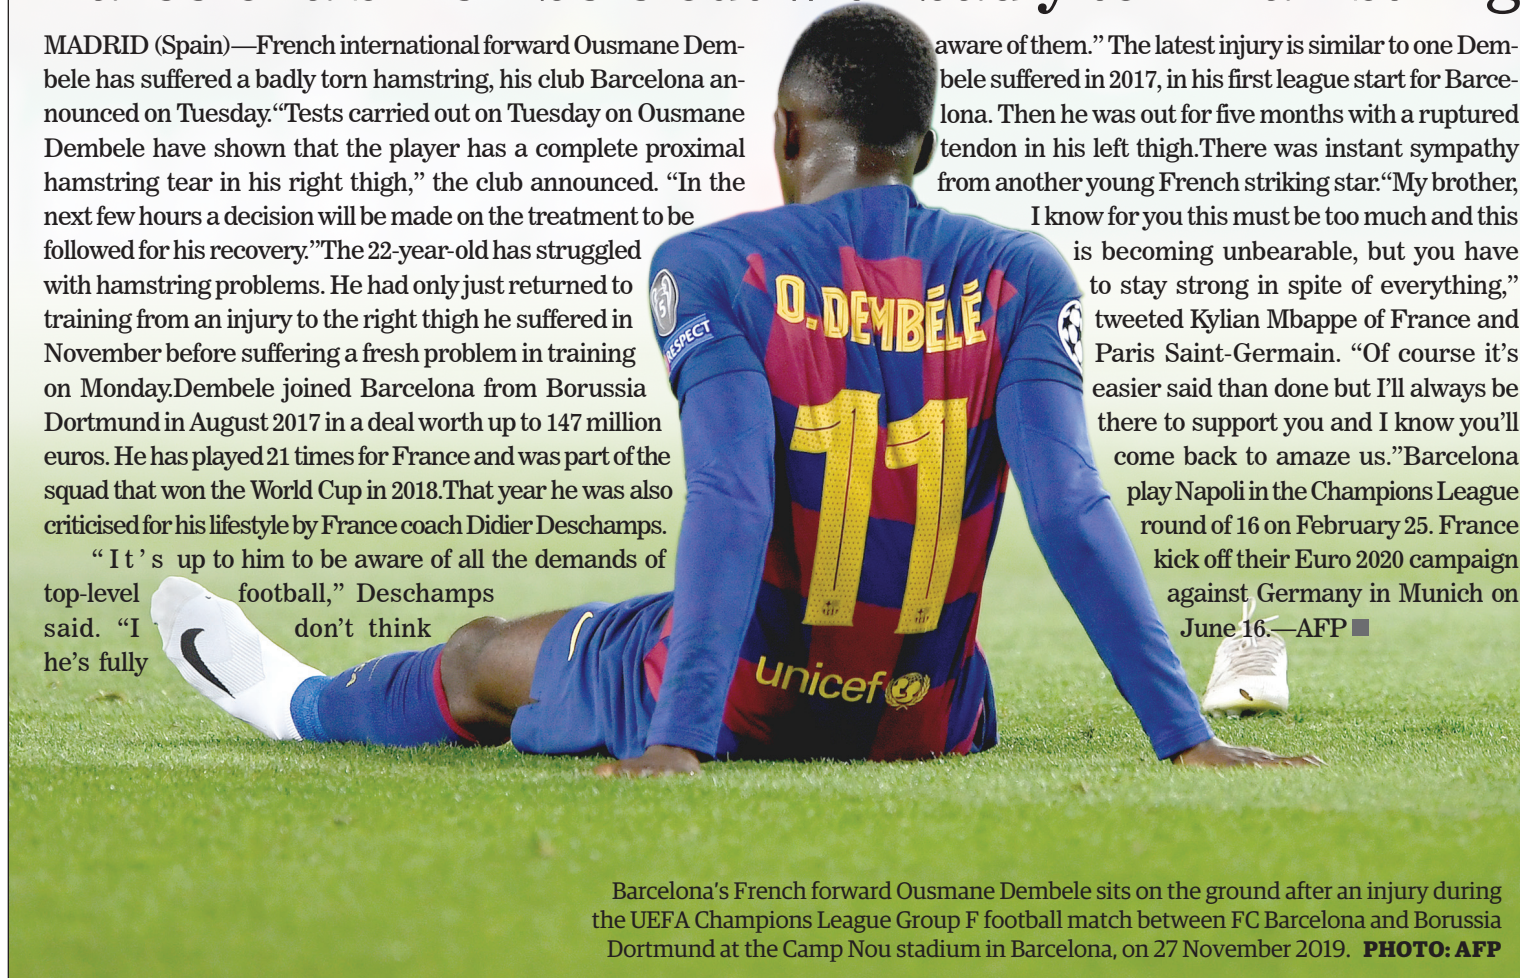 MADRID (Spain)—French international forward Ousmane Dem-
bele has suffered a badly torn hamstring, his club Barcelona an-
nounced on Tuesday.“Tests carried out on Tuesday on Ousmane
Dembele have shown that the player has a complete proximal
hamstring tear in his right thigh,” the club announced. “In the
next few hours a decision will be made on the treatment to be
followed for his recovery.”The 22-year-old has struggled
with hamstring problems. He had only just returned to
training from an injury to the right thigh he suffered in
November before suffering a fresh problem in training
on Monday.Dembele joined Barcelona from Borussia
Dortmund in August 2017 in a deal worth up to 147 million
euros. He has played 21 times for France and was part of the
squad that won the World Cup in 2018.That year he was also
criticised for his lifestyle by France coach Didier Deschamps.
“It’s up to him to be aware of all the demands of
top-level football,” Deschamps
said. “I don’t think
he’s fully
aware of them.” The latest injury is similar to one Dem-
bele suffered in 2017, in his first league start for Barce-
lona. Then he was out for five months with a ruptured
tendon in his left thigh.There was instant sympathy
from another young French striking star.“My brother,
I know for you this must be too much and this
is becoming unbearable, but you have
to stay strong in spite of everything,”
tweeted Kylian Mbappe of France and
Paris Saint-Germain. “Of course it’s
easier said than done but I’ll always be
there to support you and I know you’ll
come back to amaze us.”Barcelona
play Napoli in the Champions League
round of 16 on February 25. France
kick off their Euro 2020 campaign
against Germany in Munich on
June 16.—AFP
5
RESPECT
O. DEMBÉLÉ
11
unicef
Barcelona’s French forward Ousmane Dembele sits on the ground after an injury during
the UEFA Champions League Group F football match between FC Barcelona and Borussia
Dortmund at the Camp Nou stadium in Barcelona, on 27 November 2019. PHOTO: AFP